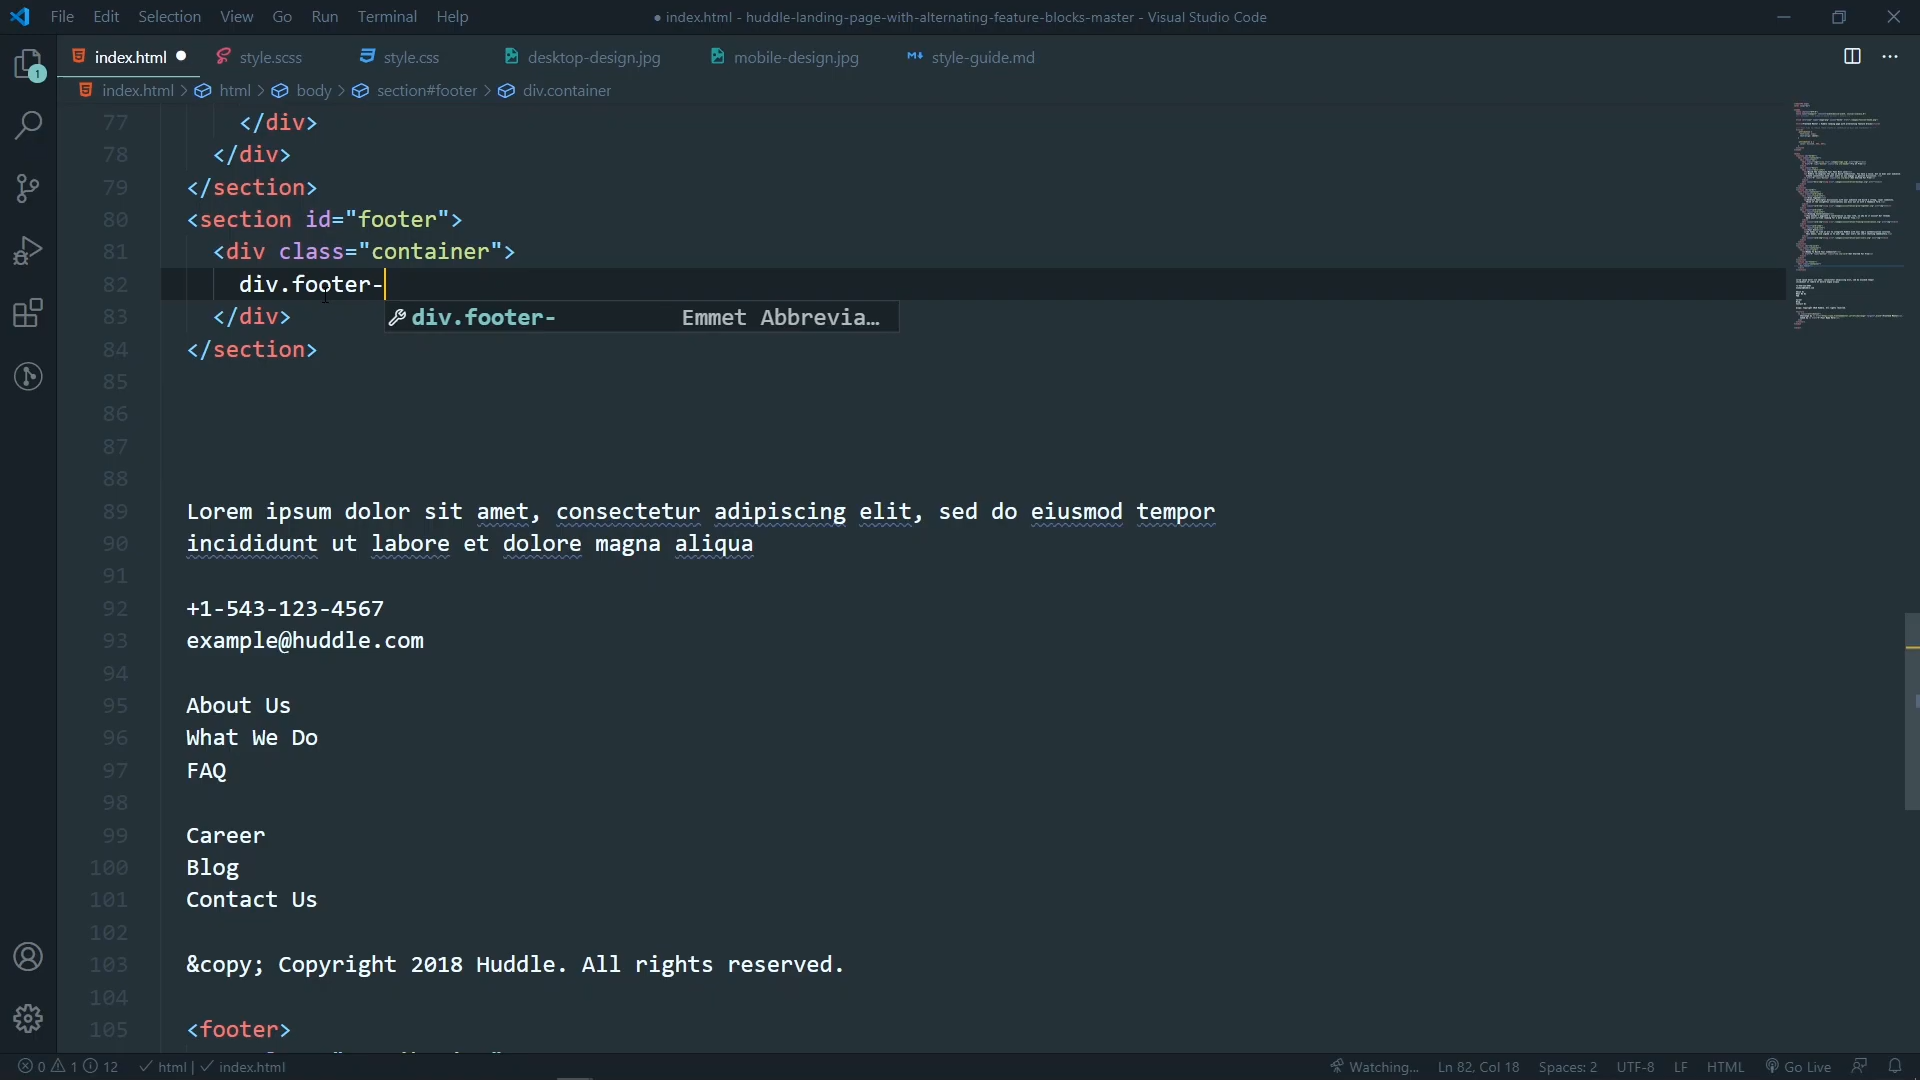 File Edit Selection View Go Run Terminal Help
● index.html - huddle-landing-page-with-alternating-feature-blocks-master - Visual Studio Code
index.html ● style.scss style.css desktop-design.jpg mobile-design.jpg style-guide.md
index.html > html > body > section#footer > div.container
1
77 </div>
78 </div>
79 </section>
80 <section id="footer">
81 <div class="container">
82 div.footer-
83 </div>
div.footer- Emmet Abbrevia…
84 </section>
85
86
87
88
89 Lorem ipsum dolor sit amet, consectetur adipiscing elit, sed do eiusmod tempor
90 incididunt ut labore et dolore magna aliqua
91
92 +1-543-123-4567
93 example@huddle.com
94
95 About Us
96 What We Do
97 FAQ
98
99 Career
100 Blog
101 Contact Us
102
103 &copy; Copyright 2018 Huddle. All rights reserved.
104
105 <footer>
0 1 12 ✓ html | ✓ index.html Watching... Ln 82, Col 18 Spaces: 2 UTF-8 LF HTML Go Live